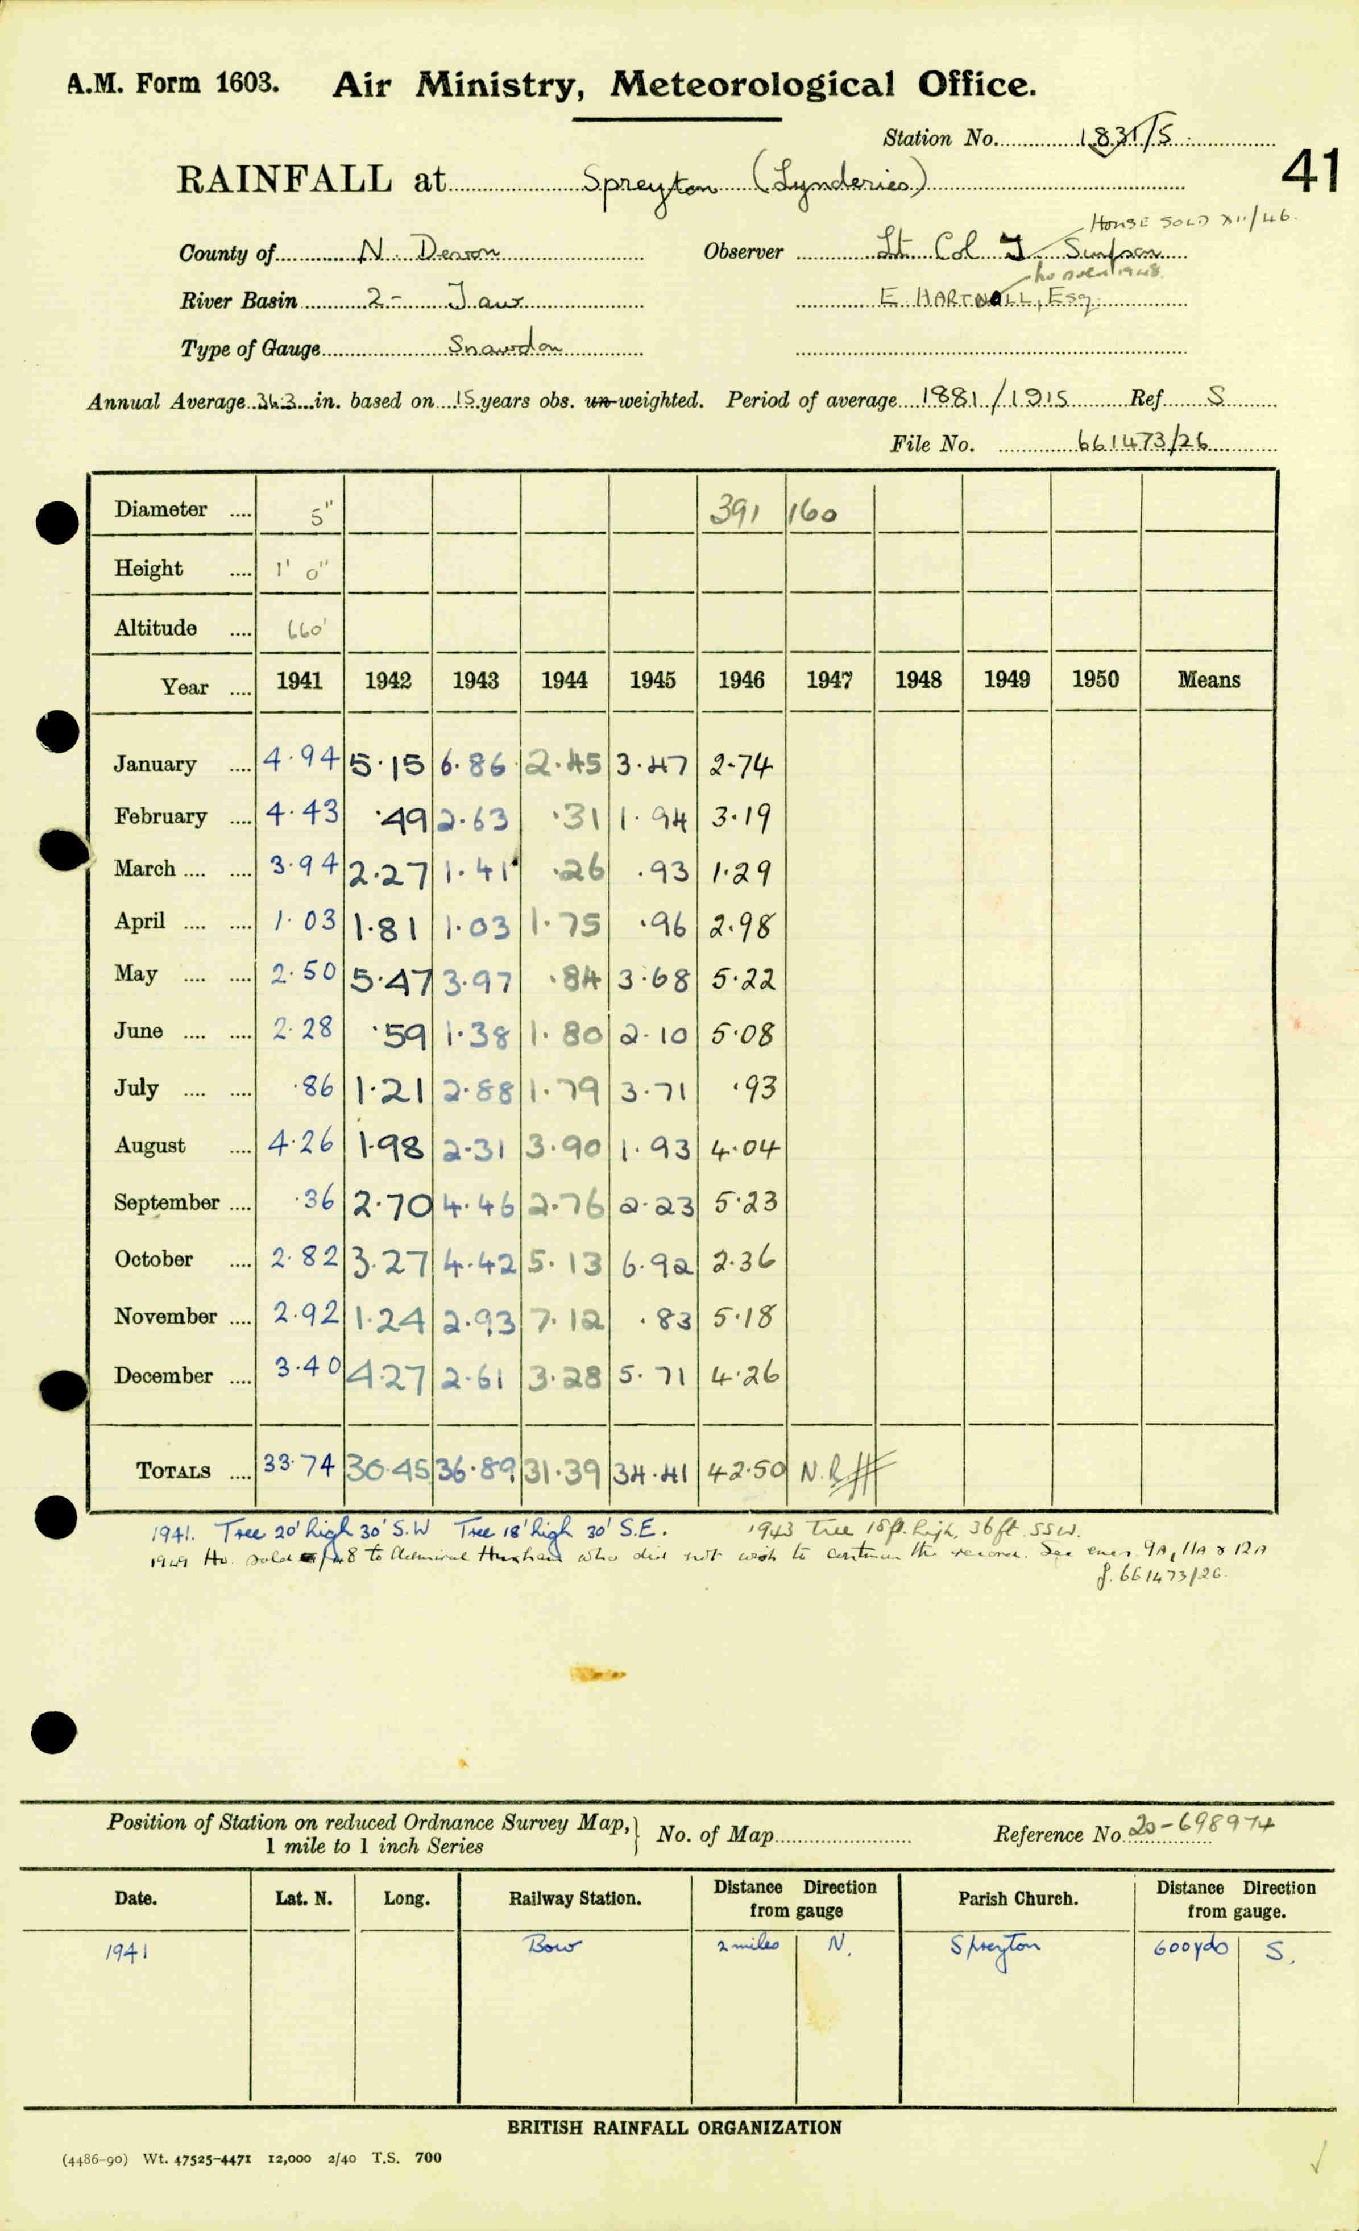 A.M. Form 1603. Air Ministry, Meteorological Office.
Station No. 1831/5
41
RAINFALL at Spreyton (Lynderies)
HOUSE SOLD XII/46.
County of N. Devon Observer Lt. Col J Simpson
ho sold 1948
River Basin 2- Taw E. HARTNOLL, Esq.
Type of Gauge Snowdon
Annual Average 36.3 in. based on 15 years obs. un-weighted. Period of average 1881/1915 Ref. S
File No. 661473/26
Diameter .... 5" 391 160
Height .... 1' 0"
Altitude .... 660'
Year .... 1941 1942 1943 1944 1945 1946 1947 1948 1949 1950 Means
January .... 4.94 5.15 6.86 2.45 3.47 2.74
February .... 4.43 .49 2.63 .31 1.94 3.19
March .... .... 3.94 2.27 1.41 .26 .93 1.29
April .... .... 1.03 1.81 1.03 1.75 .96 2.98
May .... .... 2.50 5.47 3.97 .84 3.68 5.22
June .... .... 2.28 .59 1.38 1.80 2.10 5.08
July .... .... .86 1.21 2.88 1.79 3.71 .93
August .... 4.26 1.98 2.31 3.90 1.93 4.04
September .... .36 2.70 4.46 2.76 2.23 5.23
October .... 2.82 3.27 4.42 5.13 6.92 2.36
November .... 2.92 1.24 2.93 7.12 .83 5.18
December .... 3.40 4.27 2.61 3.28 5.71 4.26
TOTALS .... 33.74 30.45 36.89 31.39 34.41 42.50 N.R
1941. Tree 20' high 30' S.W Tree 18' high 30' S.E. 1943 Tree 18ft. high, 36ft SSW.
1949 Ho. sold /48 to Admiral who did not wish to continue the record. See encs. 9A, 11A & 12A
f. 661473/26.
Position of Station on reduced Ordnance Survey Map,
1 mile to 1 inch Series
No. of Map Reference No. 20-698974
Date. Lat. N. Long. Railway Station. Distance Direction from gauge Parish Church. Distance Direction from gauge.
1941 Bow 2 miles N. Spreyton 600 yds S.
BRITISH RAINFALL ORGANIZATION
(4486-90) Wt. 47525-4471 12,000 2/40 T.S. 700